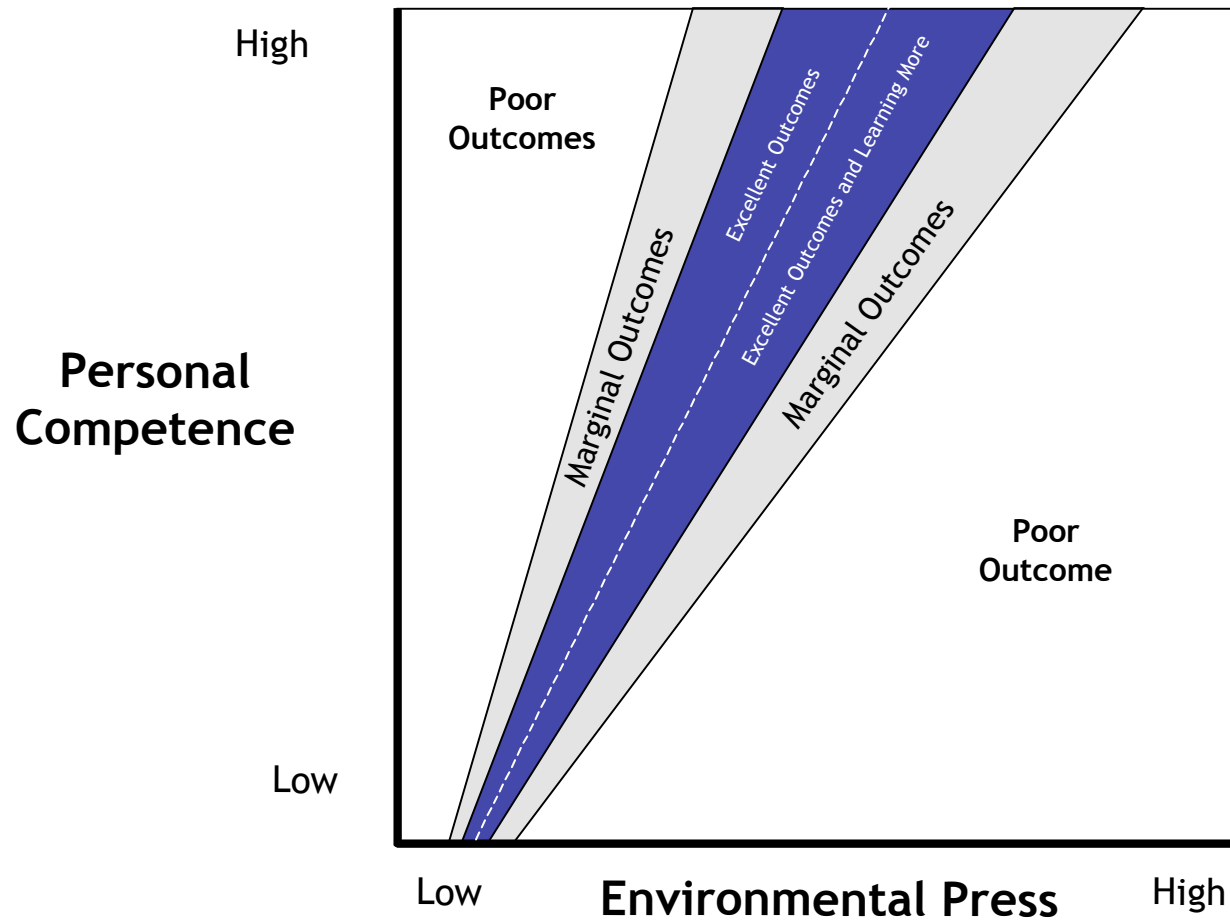 High
Poor
Outcomes
Excellent Outcomes
Excellent Outcomes and Learning More
Marginal Outcomes
Marginal Outcomes
Personal
Competence
Poor
Outcome
Low
Low
Environmental Press
High